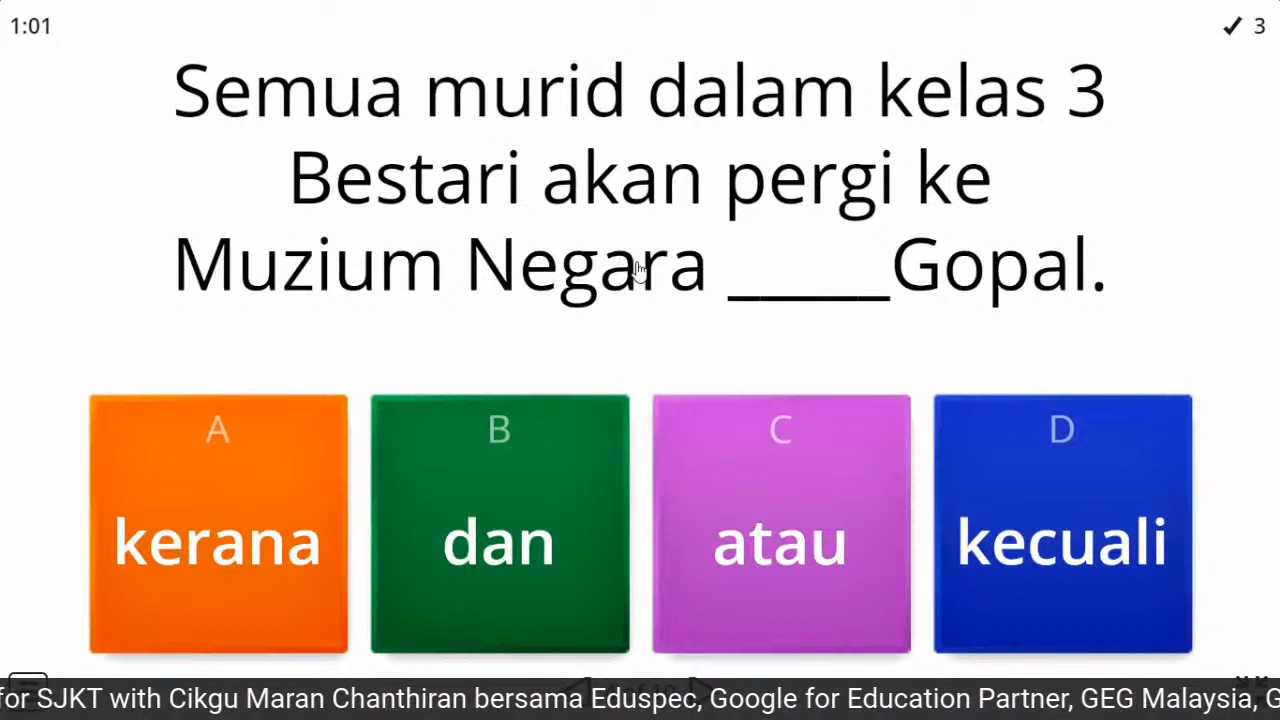 1:01
✓ 3
Semua murid dalam kelas 3
Bestari akan pergi ke
Muzium Negara _____Gopal.
A
B
C
D
kerana
dan
atau
kecuali
for SJKT with Cikgu Maran Chanthiran bersama Eduspec, Google for Education Partner, GEG Malaysia, G